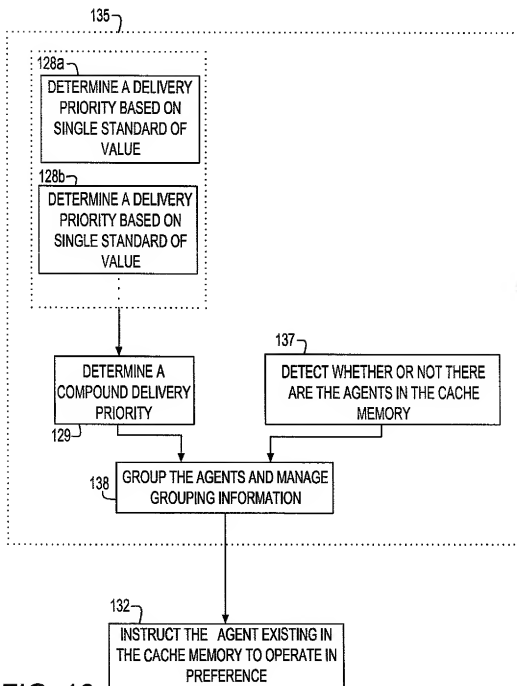 135
128a
DETERMINE A DELIVERY
PRIORITY BASED ON
SINGLE STANDARD OF
VALUE
128b
DETERMINE A DELIVERY
PRIORITY BASED ON
SINGLE STANDARD OF
VALUE
DETERMINE A
COMPOUND DELIVERY
PRIORITY
129
137
DETECT WHETHER OR NOT THERE
ARE THE AGENTS IN THE CACHE
MEMORY
138
GROUP THE AGENTS AND MANAGE
GROUPING INFORMATION
132
INSTRUCT THE AGENT EXISTING IN
THE CACHE MEMORY TO OPERATE IN
PREFERENCE